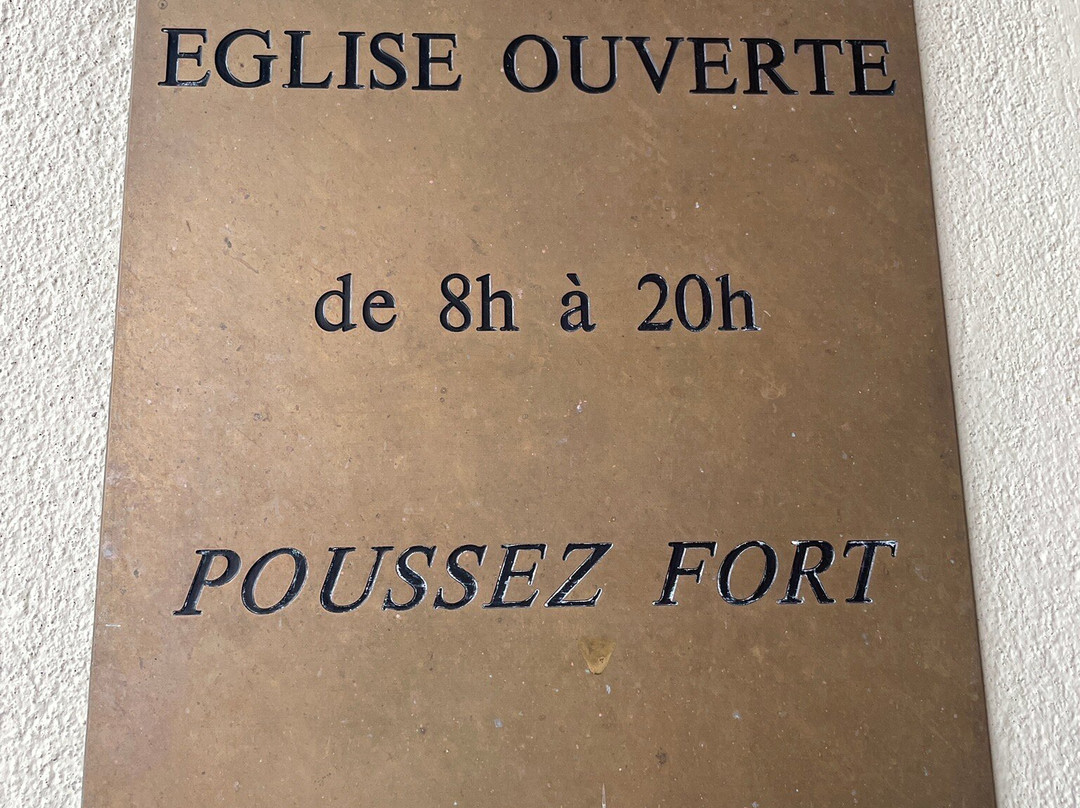 EGLISE OUVERTE
de 8h à 20h
POUSSEZ FORT